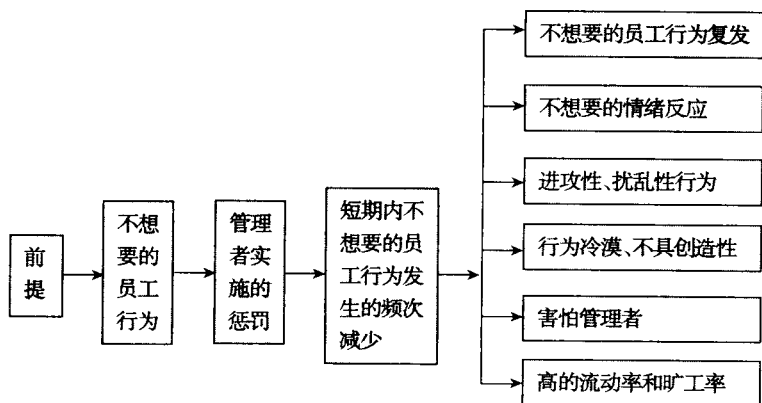 前
提
不想
要的
员工
行为
管理
者实
施的
惩罚
短期内不
想要的员
工行为发
生的频次
减少
不想要的员工行为复发
不想要的情绪反应
进攻性、扰乱性行为
行为冷漠、不具创造性
害怕管理者
高的流动率和旷工率